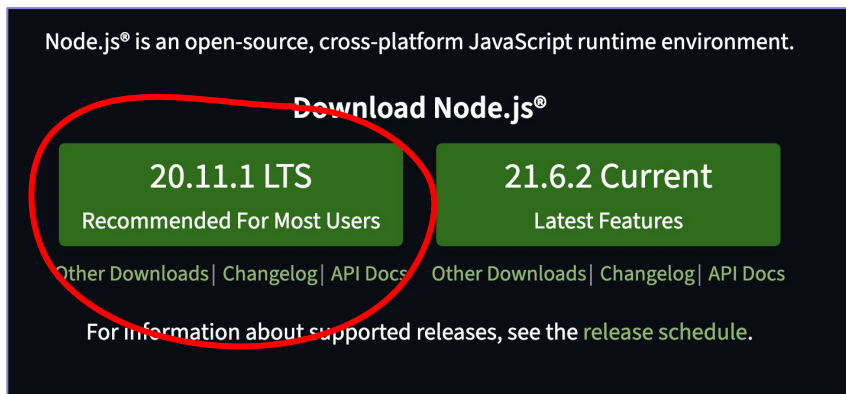 Node.js® is an open-source, cross-platform JavaScript runtime environment.
Download Node.js®
20.11.1 LTS
Recommended For Most Users
Other Downloads| Changelog| API Docs
21.6.2 Current
Latest Features
Other Downloads| Changelog| API Docs
For information about supported releases, see the release schedule.